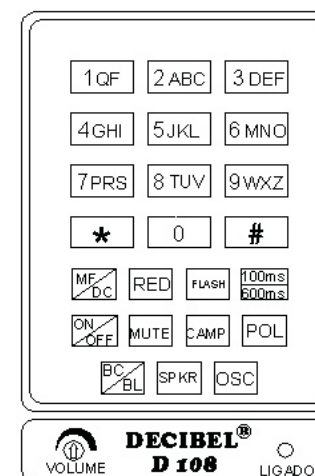 1QF 2ABC 3DEF
4GHI 5JKL 6MNO
7PRS 8TUV 9WXZ
* 0 #
MF/DC RED FLASH 100ms/600ms
ON/OFF MUTE CAMP POL
BC/BL SPKR OSC
DECIBEL®
VOLUME D 108 LIGADO